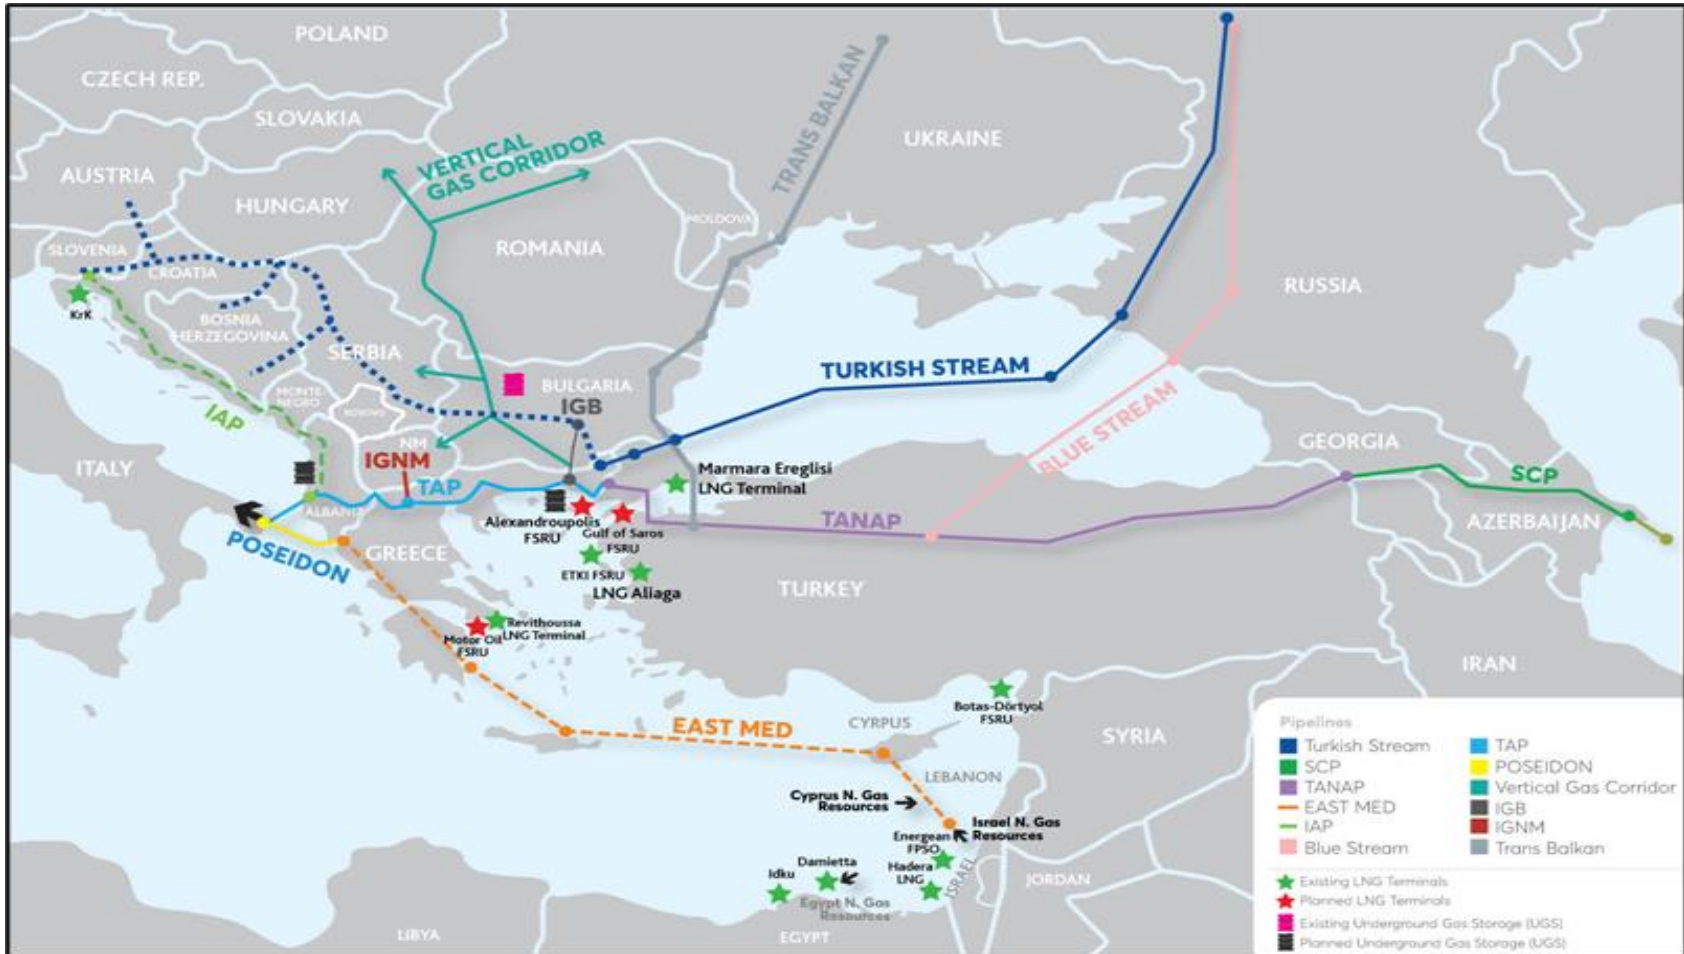 POLAND
CZECH REP.
SLOVAKIA
AUSTRIA
HUNGARY
VERTICAL
GAS CORRIDOR
TRANS BALKAN
UKRAINE
MOLDOVA
ROMANIA
SLOVENIA
CROATIA
KrK
BOSNIA
HERZEGOVINA
SERBIA
RUSSIA
TURKISH STREAM
BLUE STREAM
MONTE-
NEGRO
KOSOVO
BULGARIA
IGB
IAP
NM
IGNM
ITALY
GEORGIA
SCP
AZERBAIJAN
Marmara Ereglisi
LNG Terminal
TAP
TANAP
ALBANIA
Alexandroupolis
FSRU
Gulf of Saros
FSRU
POSEIDON
GREECE
ETKI FSRU
LNG Aliaga
TURKEY
Revithoussa
LNG Terminal
Motor Oil
FSRU
IRAN
Botas-Dörtyol
FSRU
EAST MED
CYRPUS
SYRIA
LEBANON
Cyprus N. Gas
Resources
Israel N. Gas
Resources
Energean
FPSO
Hadera
LNG
ISRAEL
Damietta
Idku
Egypt N. Gas
Resources
JORDAN
LIBYA
EGYPT
Pipelines
Turkish Stream
SCP
TANAP
EAST MED
IAP
Blue Stream
TAP
POSEIDON
Vertical Gas Corridor
IGB
IGNM
Trans Balkan
Existing LNG Terminals
Planned LNG Terminals
Existing Underground Gas Storage (UGS)
Planned Underground Gas Storage (UGS)